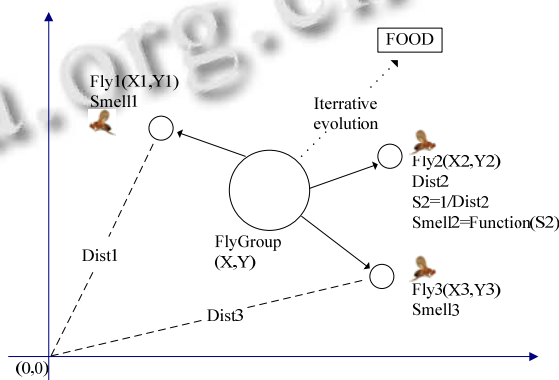 FOOD
Fly1(X1,Y1)
Smell1
Iterrative
evolution
Fly2(X2,Y2)
Dist2
S2=1/Dist2
Smell2=Function(S2)
FlyGroup
(X,Y)
Dist1
Fly3(X3,Y3)
Smell3
Dist3
(0,0)